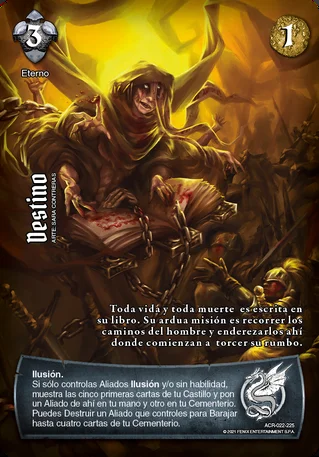 3
1
Eterno
Destino
ARTE: SARA CONTRERAS
Toda vida y toda muerte es escrita en
su libro. Su ardua misión es recorrer los
caminos del hombre y enderezarlos ahí
donde comienzan a torcer su rumbo.
Ilusión.
Si sólo controlas Aliados Ilusión y/o sin habilidad,
muestra las cinco primeras cartas de tu Castillo y pon
un Aliado de ahí en tu mano y otro en tu Cementerio.
Puedes Destruir un Aliado que controles para Barajar
hasta cuatro cartas de tu Cementerio.
ACR-022-225
© 2021 FENIX ENTERTAINMENT S.P.A.